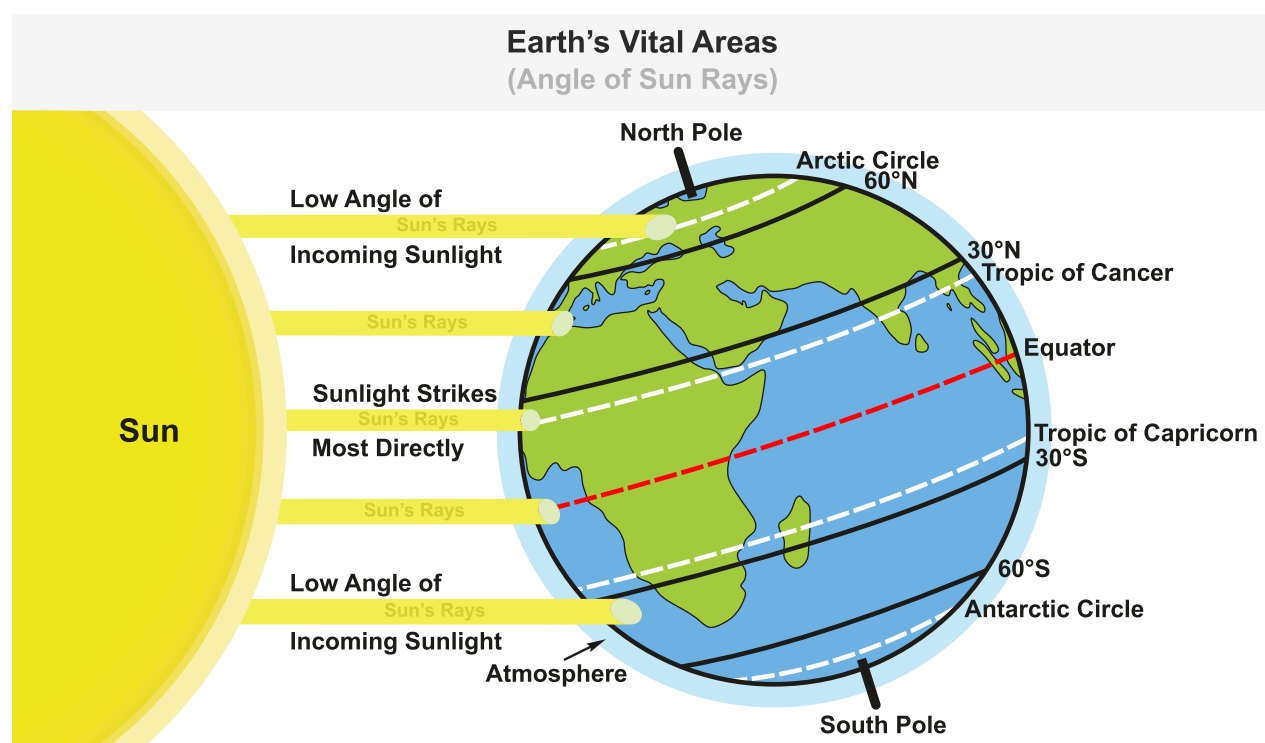 Earth's Vital Areas
(Angle of Sun Rays)
North Pole
Arctic Circle
60°N
Low Angle of
Sun's Rays
Incoming Sunlight
30°N
Tropic of Cancer
Sun's Rays
Equator
Sunlight Strikes
Sun's Rays
Most Directly
Sun
Tropic of Capricorn
30°S
Sun's Rays
60°S
Low Angle of
Sun's Rays
Incoming Sunlight
Antarctic Circle
Atmosphere
South Pole